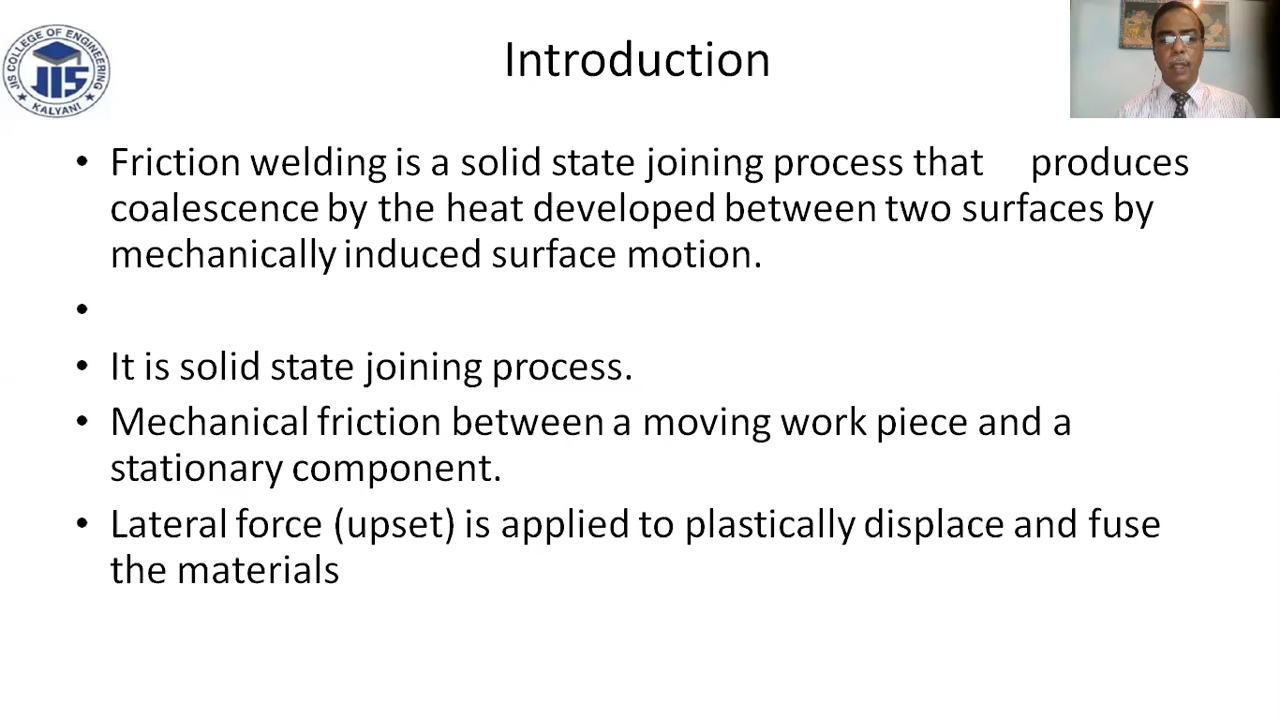 JIS COLLEGE OF ENGINEERING
JIS
KALYANI
Introduction
• Friction welding is a solid state joining process that produces
coalescence by the heat developed between two surfaces by
mechanically induced surface motion.
•
• It is solid state joining process.
• Mechanical friction between a moving work piece and a
stationary component.
• Lateral force (upset) is applied to plastically displace and fuse
the materials